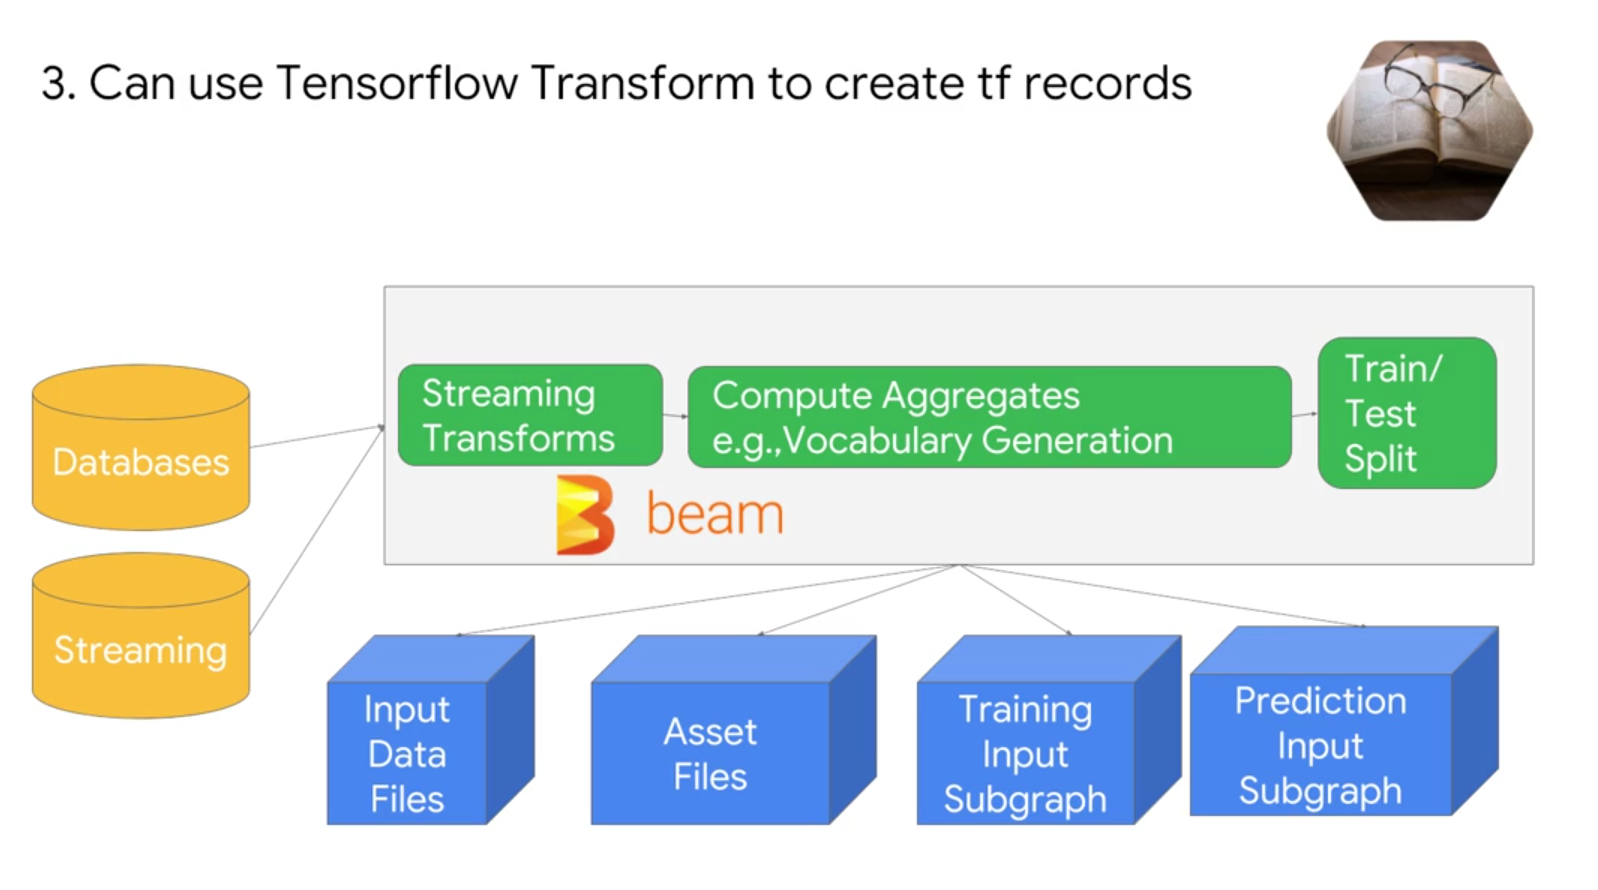 3. Can use Tensorflow Transform to create tf records
Databases
Streaming
Streaming
Transforms
Compute Aggregates
e.g.,Vocabulary Generation
Train/
Test
Split
beam
Input
Data
Files
Asset
Files
Training
Input
Subgraph
Prediction
Input
Subgraph